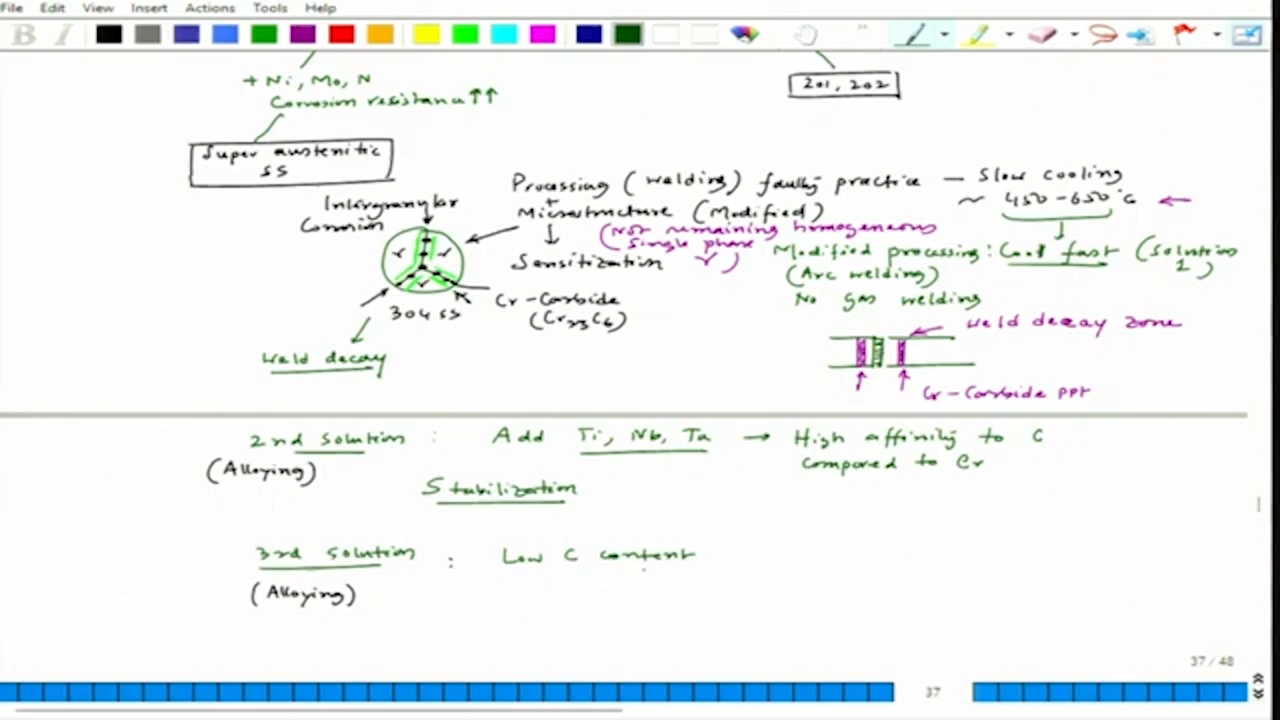 File Edit View Insert Actions Tools Help
+ Ni, Mo, N
Corrosion resistance ↑↑
201, 202
Super austenitic
SS
Intergranular
Corrosion
Processing (welding) faulty practice — Slow cooling
+
~ 450-650°C ←
Microstructure (Modified)
(Not remaining homogeneous
single phase
)
Sensitization
Modified processing: Cool fast (Solution
1)
(Arc welding)
No gas welding
Cr-Carbide
(Cr23C6)
304 SS
Weld decay
Weld decay zone
Cr-Carbide ppt
2nd solution : Add Ti, Nb, Ta → High affinity to C
(Alloying)
compared to Cr
Stabilization
3rd solution : Low C content
(Alloying)
37 / 48
37